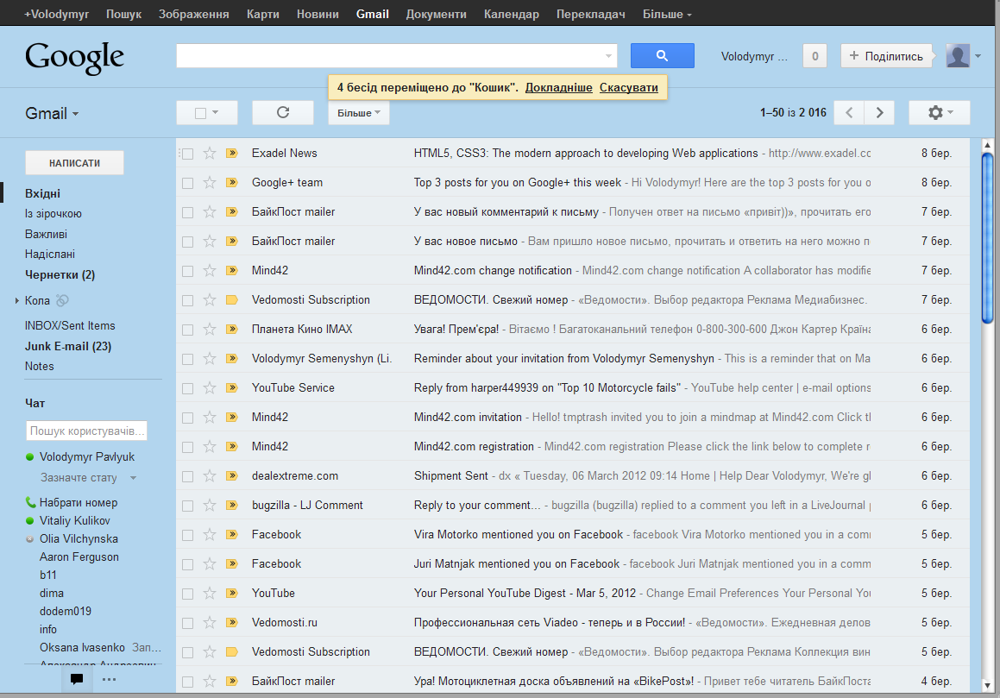 +Volodymyr Пошук Зображення Карти Новини Gmail Документи Календар Перекладач Більше
Google Volodymyr ... 0 + Поділитись
4 бесід переміщено до "Кошик". Докладніше Скасувати
Gmail Більше 1–50 із 2 016
НАПИСАТИ
Вхідні
Із зірочкою
Важливі
Надіслані
Чернетки (2)
Кола
INBOX/Sent Items
Junk E-mail (23)
Notes
Чат
Пошук користувачів...
Volodymyr Pavlyuk
Зазначте стату
Набрати номер
Vitaliy Kulikov
Olia Vilchynska
Aaron Ferguson
b11
dima
dodem019
info
Oksana Ivasenko Зап...
Александр Андреевич
Exadel News HTML5, CSS3: The modern approach to developing Web applications - http://www.exadel.cc 8 бер.
Google+ team Top 3 posts for you on Google+ this week - Hi Volodymyr! Here are the top 3 posts for you o 8 бер.
БайкПост mailer У вас новый комментарий к письму - Получен ответ на письмо «привіт))», прочитать его 7 бер.
БайкПост mailer У вас новое письмо - Вам пришло новое письмо, прочитать и ответить на него можно п 7 бер.
Mind42 Mind42.com change notification - Mind42.com change notification A collaborator has modifie 7 бер.
Vedomosti Subscription ВЕДОМОСТИ. Свежий номер - «Ведомости». Выбор редактора Реклама Медиабизнес. 7 бер.
Планета Кино IMAX Увага! Прем'єра! - Вітаємо ! Багатоканальний телефон 0-800-300-600 Джон Картер Країна 6 бер.
Volodymyr Semenyshyn (Li. Reminder about your invitation from Volodymyr Semenyshyn - This is a reminder that on Ma 6 бер.
YouTube Service Reply from harper449939 on "Top 10 Motorcycle fails" - YouTube help center | e-mail options 6 бер.
Mind42 Mind42.com invitation - Hello! tmptrash invited you to join a mindmap at Mind42.com Click tl 6 бер.
Mind42 Mind42.com registration - Mind42.com registration Please click the link below to complete r 6 бер.
dealextreme.com Shipment Sent - dx « Tuesday, 06 March 2012 09:14 Home | Help Dear Volodymyr, We're gl 6 бер.
bugzilla - LJ Comment Reply to your comment... - bugzilla (bugzilla) replied to a comment you left in a LiveJournal 6 бер.
Facebook Vira Motorko mentioned you on Facebook - facebook Vira Motorko mentioned you in a com 5 бер.
Facebook Juri Matnjak mentioned you on Facebook - facebook Juri Matnjak mentioned you in a comm 5 бер.
YouTube Your Personal YouTube Digest - Mar 5, 2012 - Change Email Preferences Your Personal You 5 бер.
Vedomosti.ru Профессиональная сеть Viadeo - теперь и в России! - «Ведомости». Ежедневная делов 5 бер.
Vedomosti Subscription ВЕДОМОСТИ. Свежий номер - «Ведомости». Выбор редактора Реклама Коллекция вин 5 бер.
БайкПост mailer Ура! Мотоциклетная доска объявлений на «BikePost»! - Привет тебе читатель БайкПоста 4 бер.